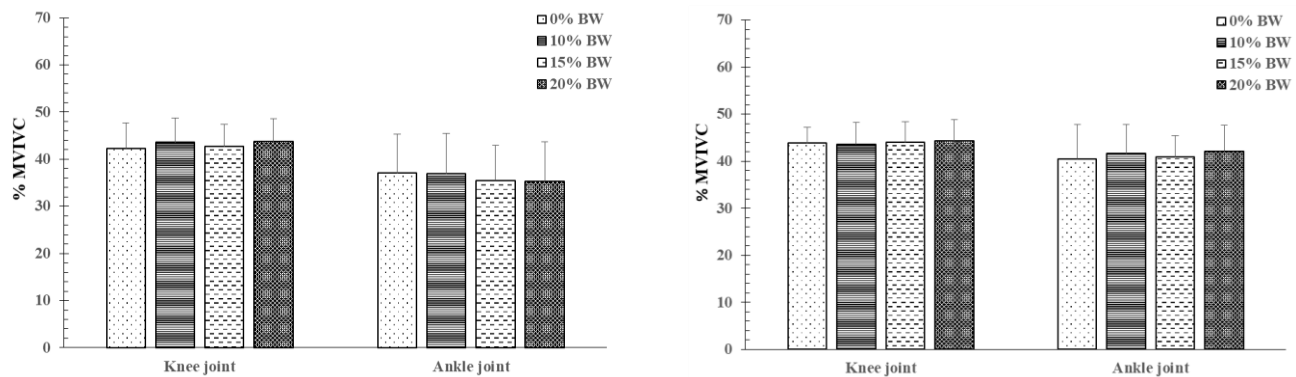 70
60
50
40
30
20
10
0
% MVIVC
0% BW
10% BW
15% BW
20% BW
Knee joint
Ankle joint
70
60
50
40
30
20
10
0
% MVIVC
0% BW
10% BW
15% BW
20% BW
Knee joint
Ankle joint